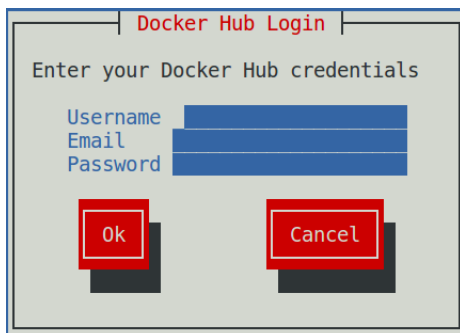 Docker Hub Login
Enter your Docker Hub credentials
Username
Email
Password
Ok Cancel